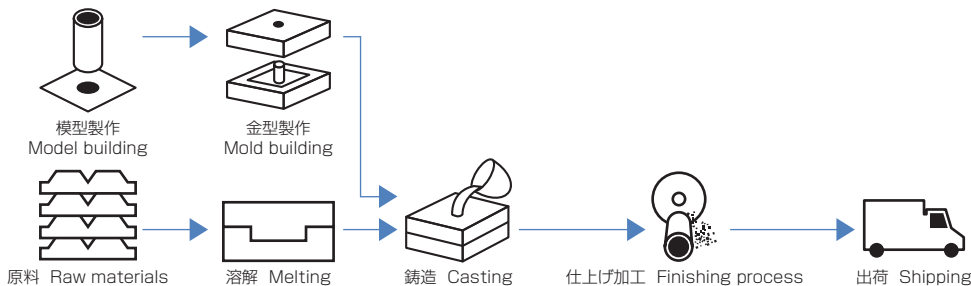 模型製作
Model building
金型製作
Mold building
原料 Raw materials
溶解 Melting
鋳造 Casting
仕上げ加工 Finishing process
出荷 Shipping